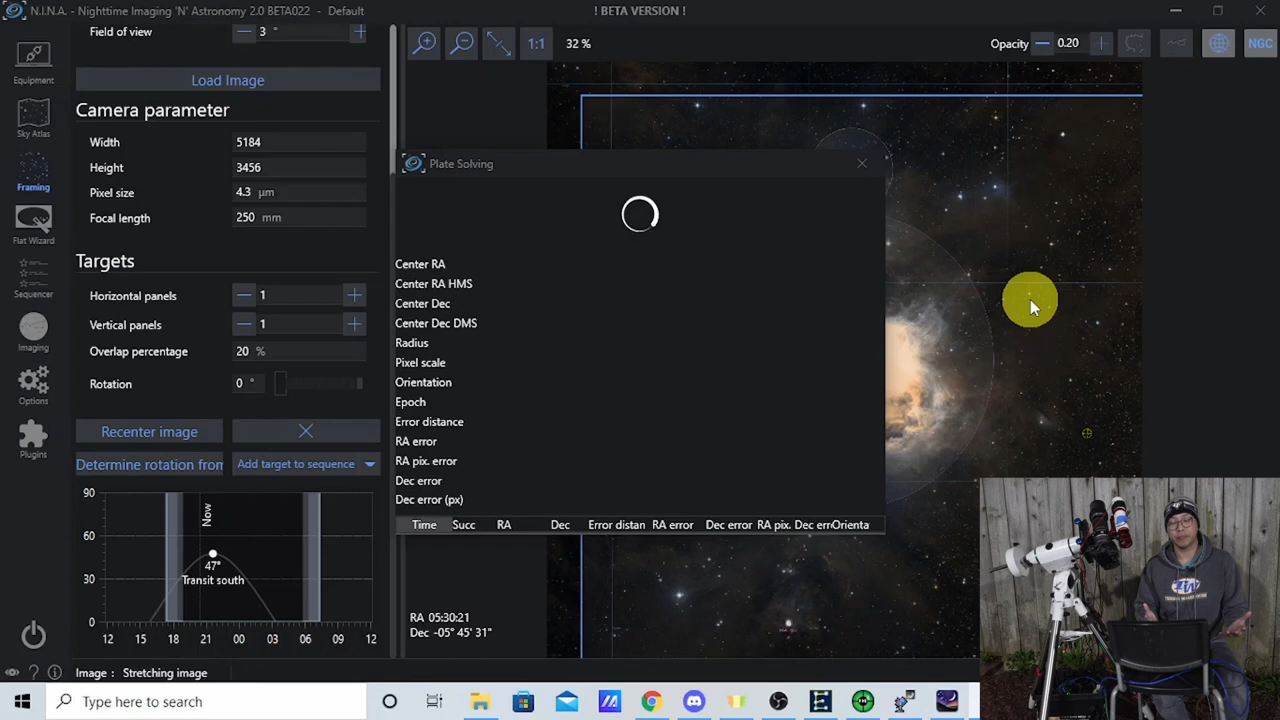 N.I.N.A. - Nighttime Imaging 'N' Astronomy 2.0 BETA022 - Default
! BETA VERSION !
Equipment
Sky Atlas
Framing
Flat Wizard
Sequencer
Imaging
Options
Plugins
Field of view
3 °
Load Image
Camera parameter
Width
5184
Height
3456
Pixel size
4.3 µm
Focal length
250 mm
Targets
Horizontal panels
1
Vertical panels
1
Overlap percentage
20 %
Rotation
0 °
Recenter image
Determine rotation from
Add target to sequence
90
60
30
0
Now
47°
Transit south
12 15 18 21 00 03 06 09 12
1:1
32 %
Opacity
0.20
NGC
Plate Solving
Center RA
Center RA HMS
Center Dec
Center Dec DMS
Radius
Pixel scale
Orientation
Epoch
Error distance
RA error
RA pix. error
Dec error
Dec error (px)
Time Succ RA Dec Error distan RA error Dec error RA pix. Dec err Orienta
RA 05:30:21
Dec -05° 45' 31"
Image : Stretching image
Type here to search